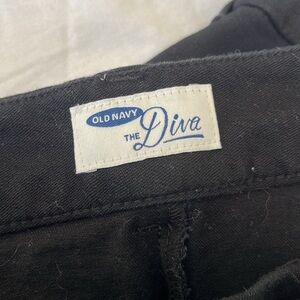 OLD NAVY
THE Diva